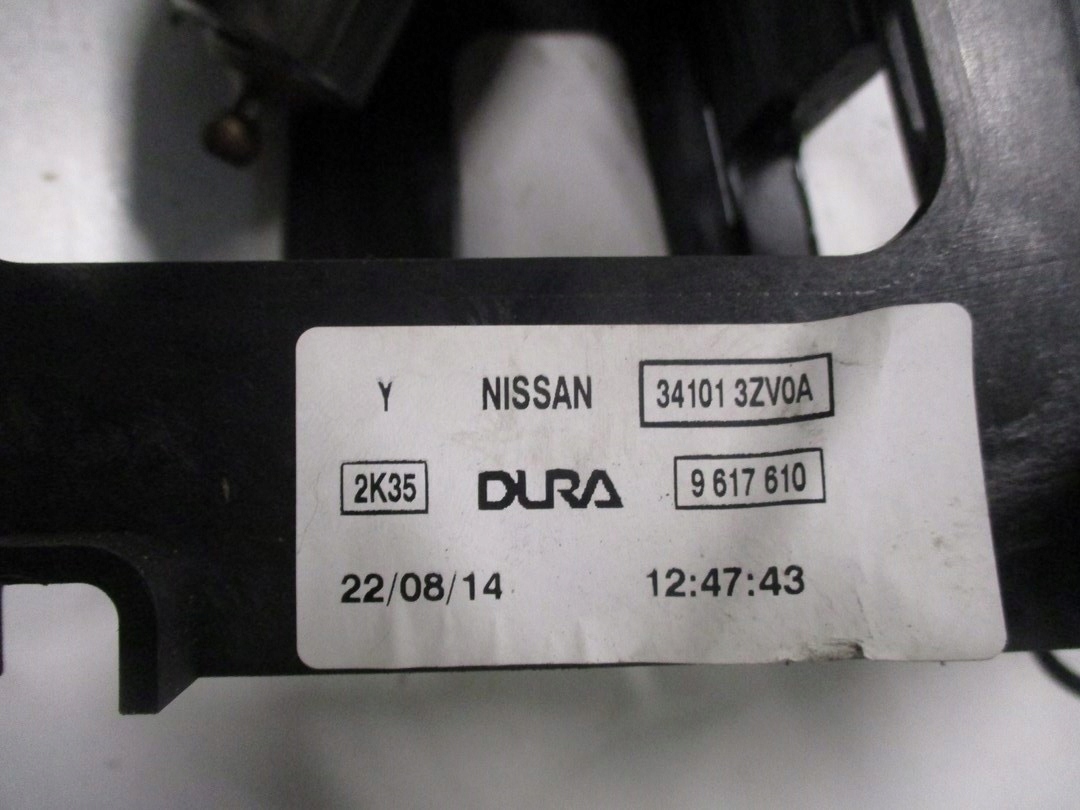 Y NISSAN 34101 3ZV0A
2K35 DURA 9 617 610
22/08/14 12:47:43